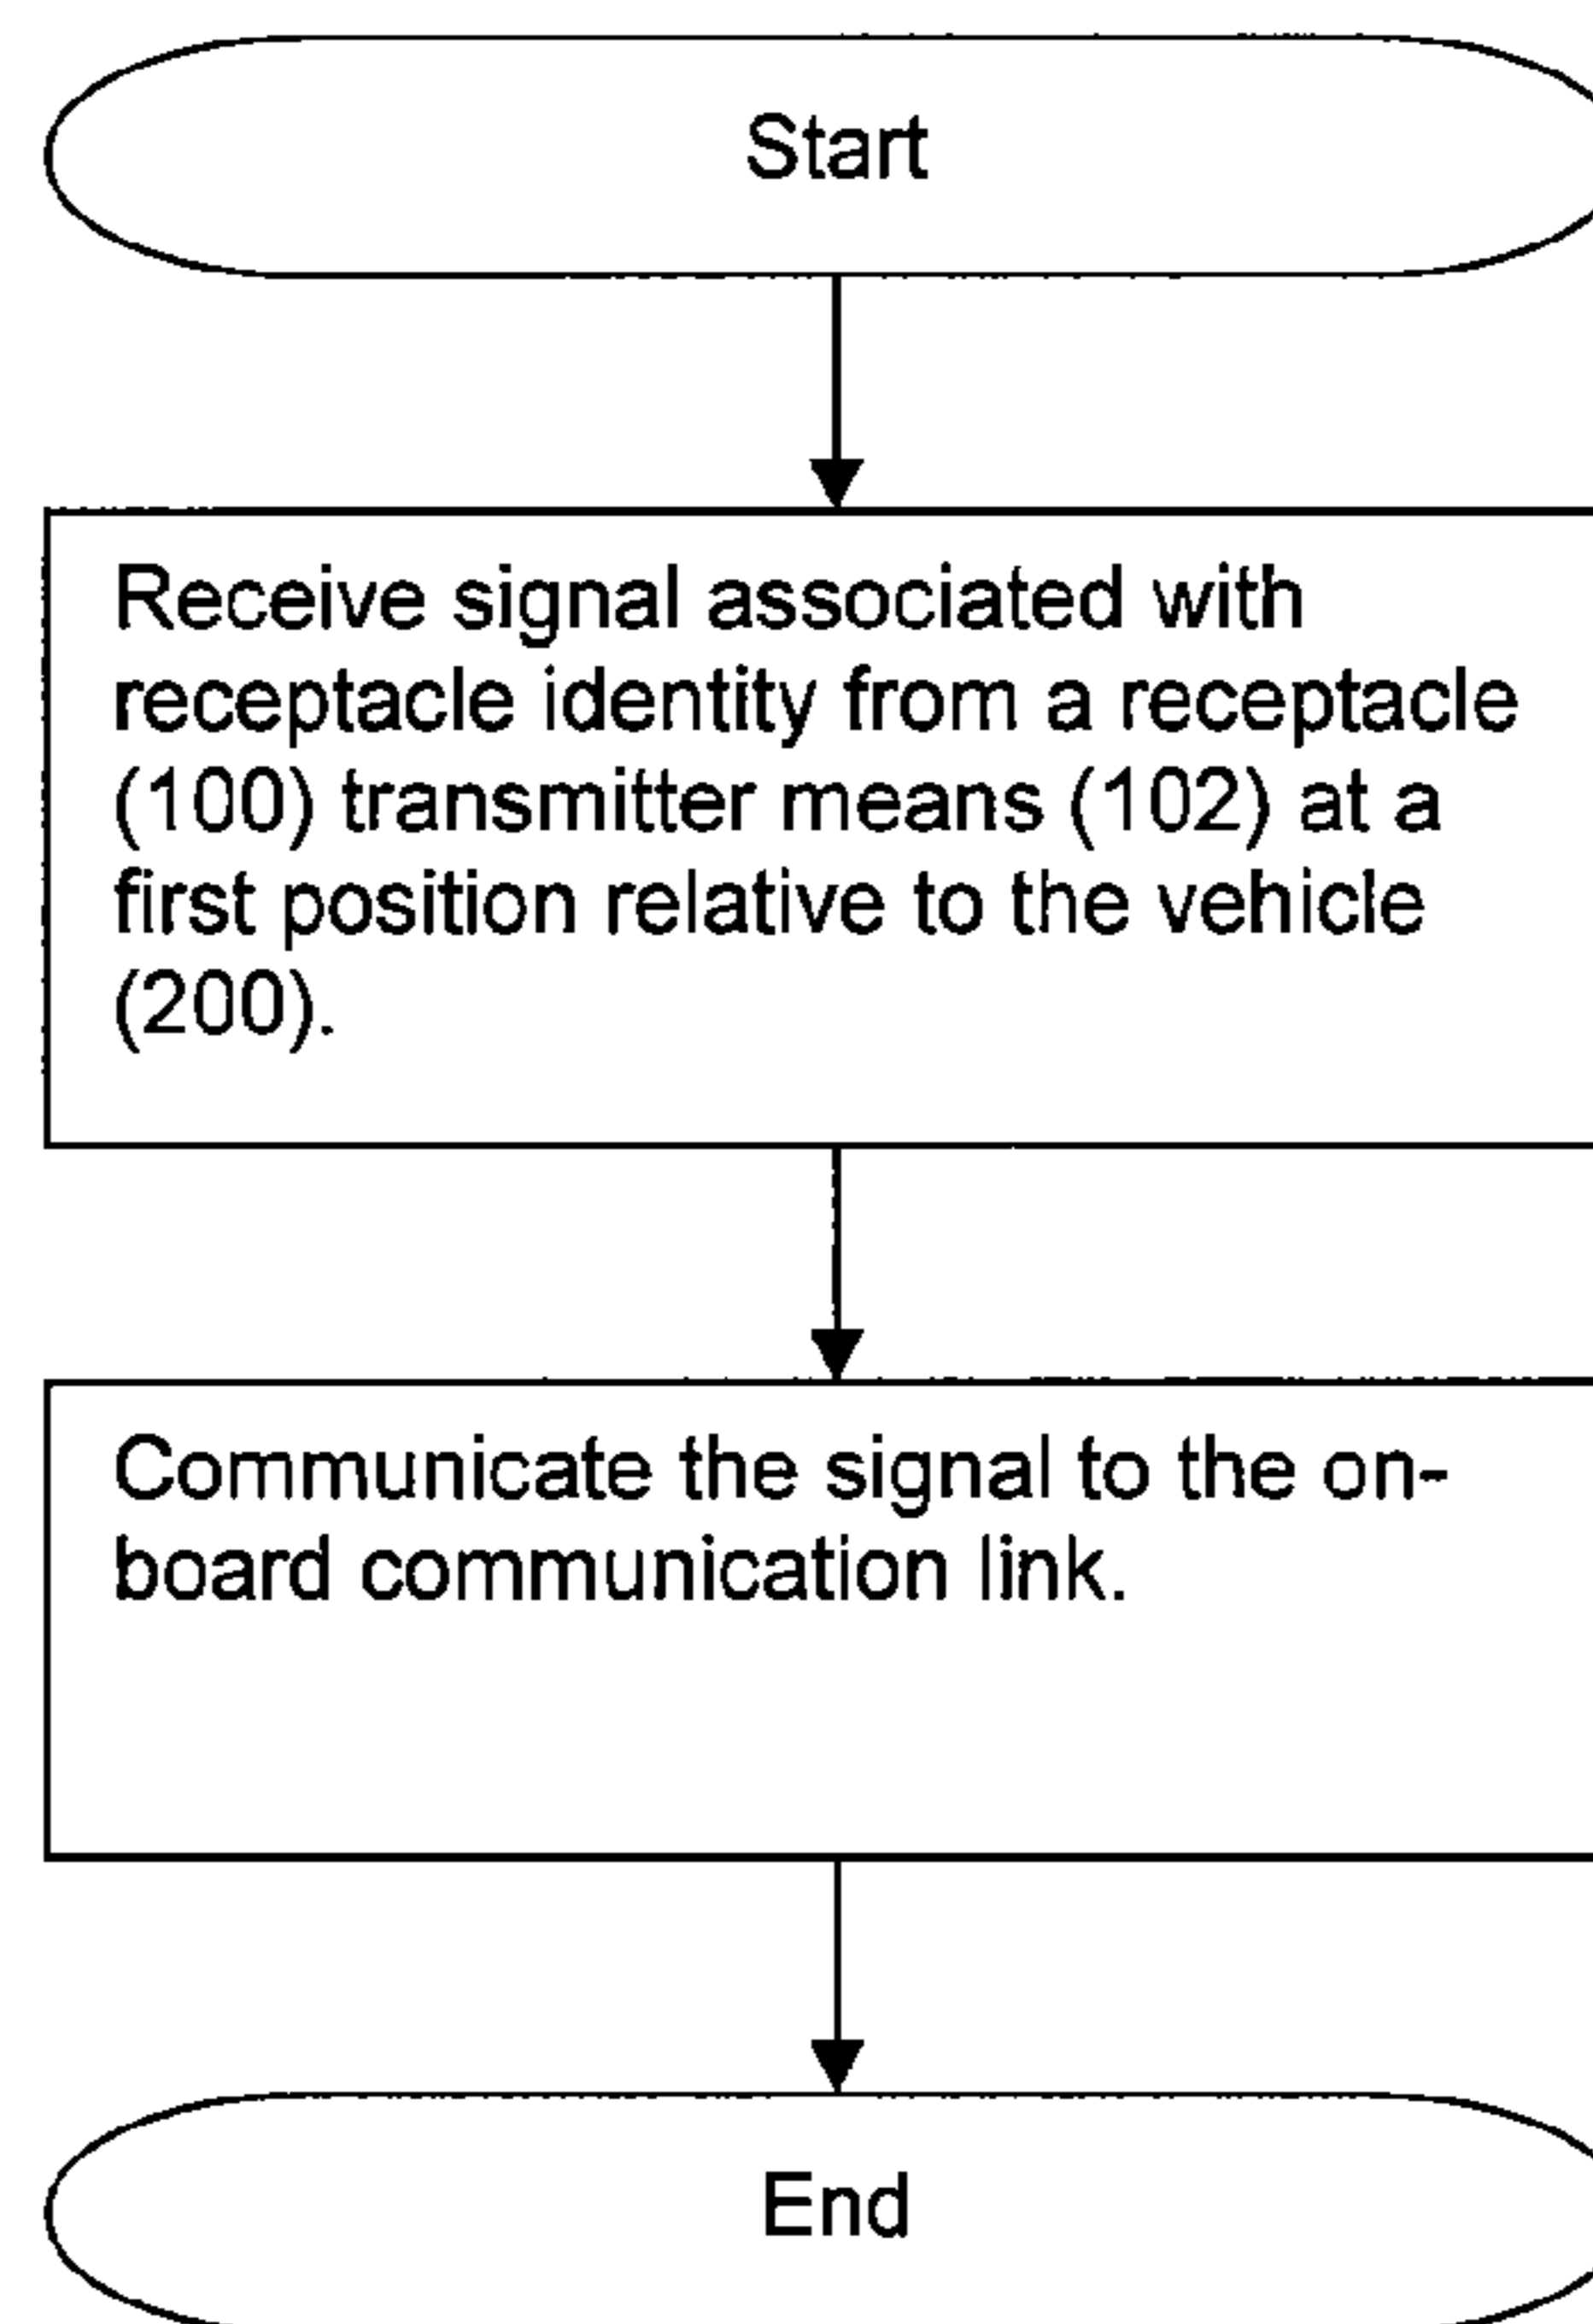 Start
Receive signal associated with
receptacle identity from a receptacle
(100) transmitter means (102) at a
first position relative to the vehicle
(200).
Communicate the signal to the on-
board communication link.
End